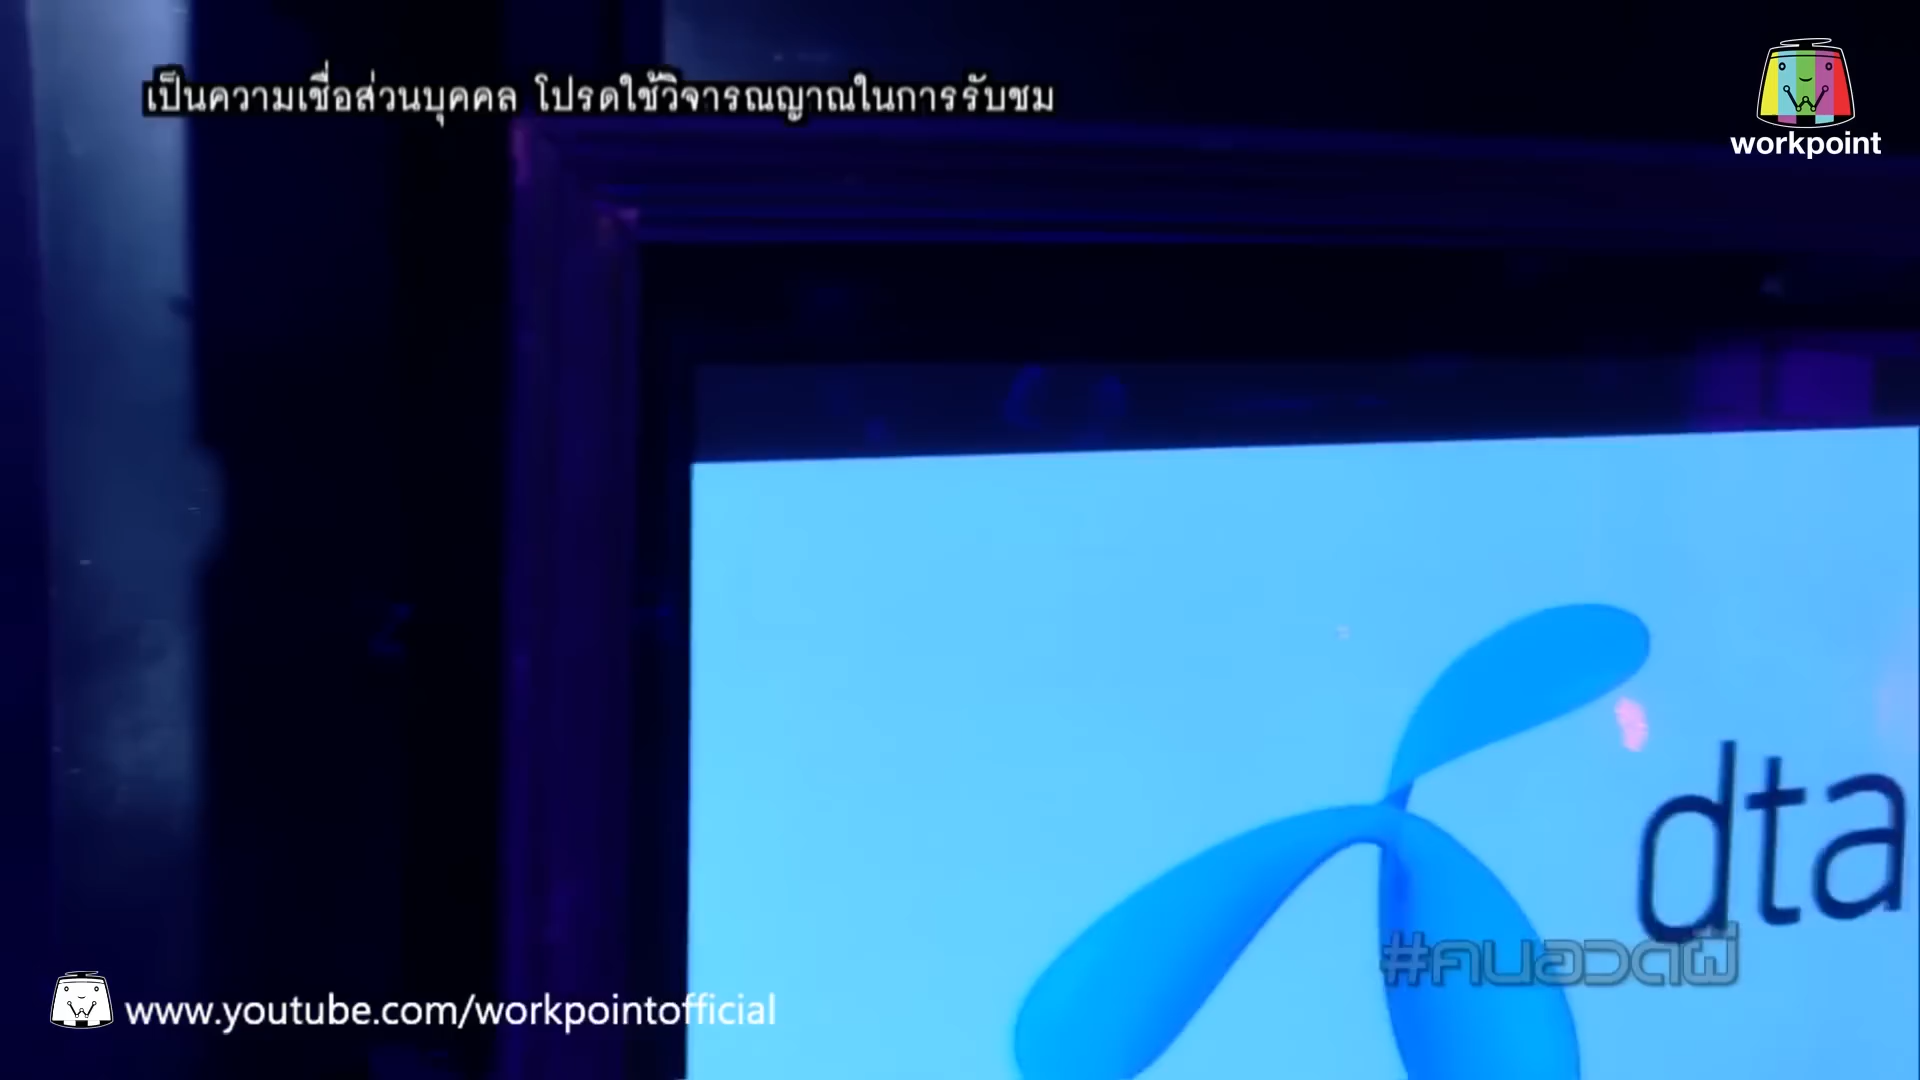 เป็นความเชื่อส่วนบุคคล โปรดใช้วิจารณญาณในการรับชม
workpoint
dta
#คนอวดผี
www.youtube.com/workpointofficial